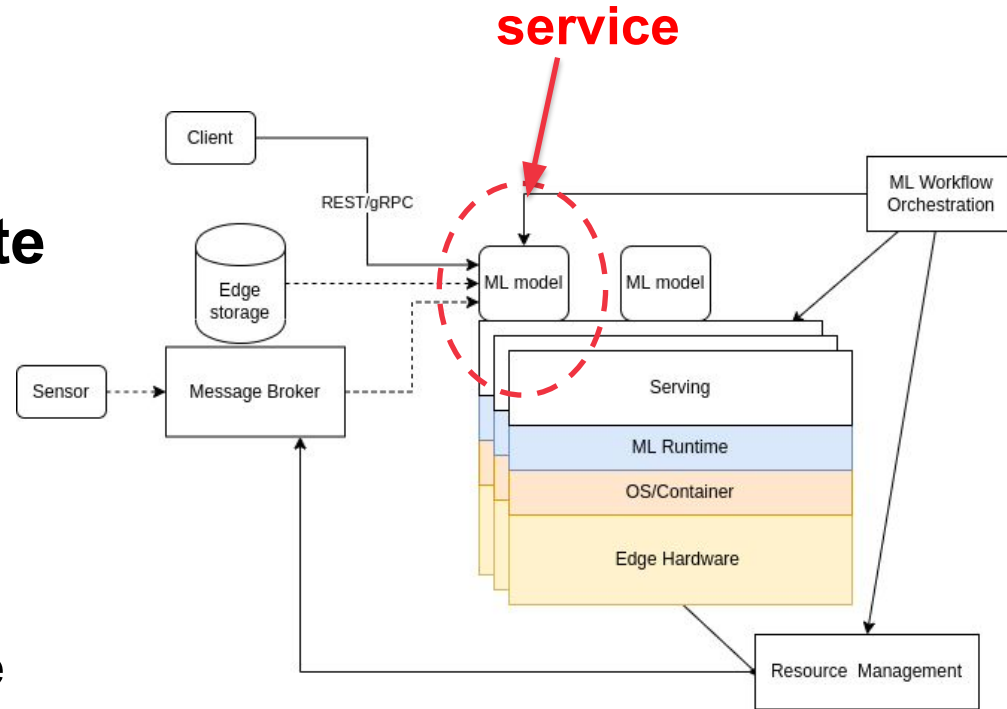 service
Client
ML Workflow
Orchestration
REST/gRPC
te
Edge
storage
ML model
ML model
Sensor
Message Broker
Serving
ML Runtime
OS/Container
Edge Hardware
e
Resource Management